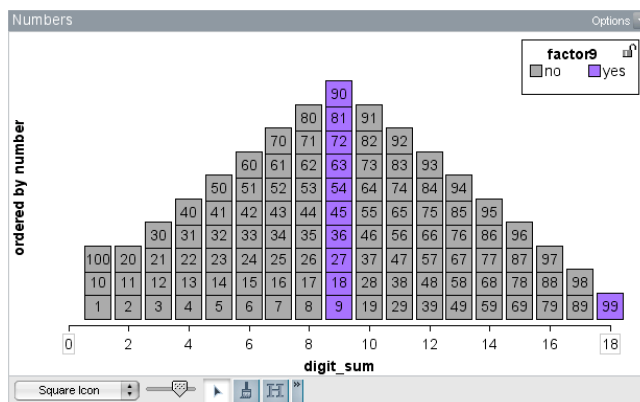 Numbers Options
factor9
no yes
ordered by number
90
80 81 91
70 71 72 82 92
60 61 62 63 73 83 93
50 51 52 53 54 64 74 84 94
40 41 42 43 44 45 55 65 75 85 95
30 31 32 33 34 35 36 46 56 66 76 86 96
100 20 21 22 23 24 25 26 27 37 47 57 67 77 87 97
10 11 12 13 14 15 16 17 18 28 38 48 58 68 78 88 98
1 2 3 4 5 6 7 8 9 19 29 39 49 59 69 79 89 99
0 2 4 6 8 10 12 14 16 18
digit_sum
Square Icon »